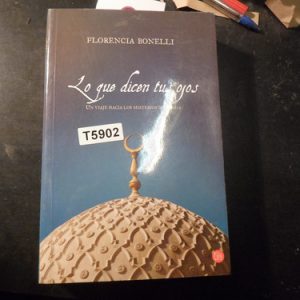 FLORENCIA BONELLI
Lo que dicen tus ojos
UN VIAJE HACIA LOS MISTERIOS
T5902